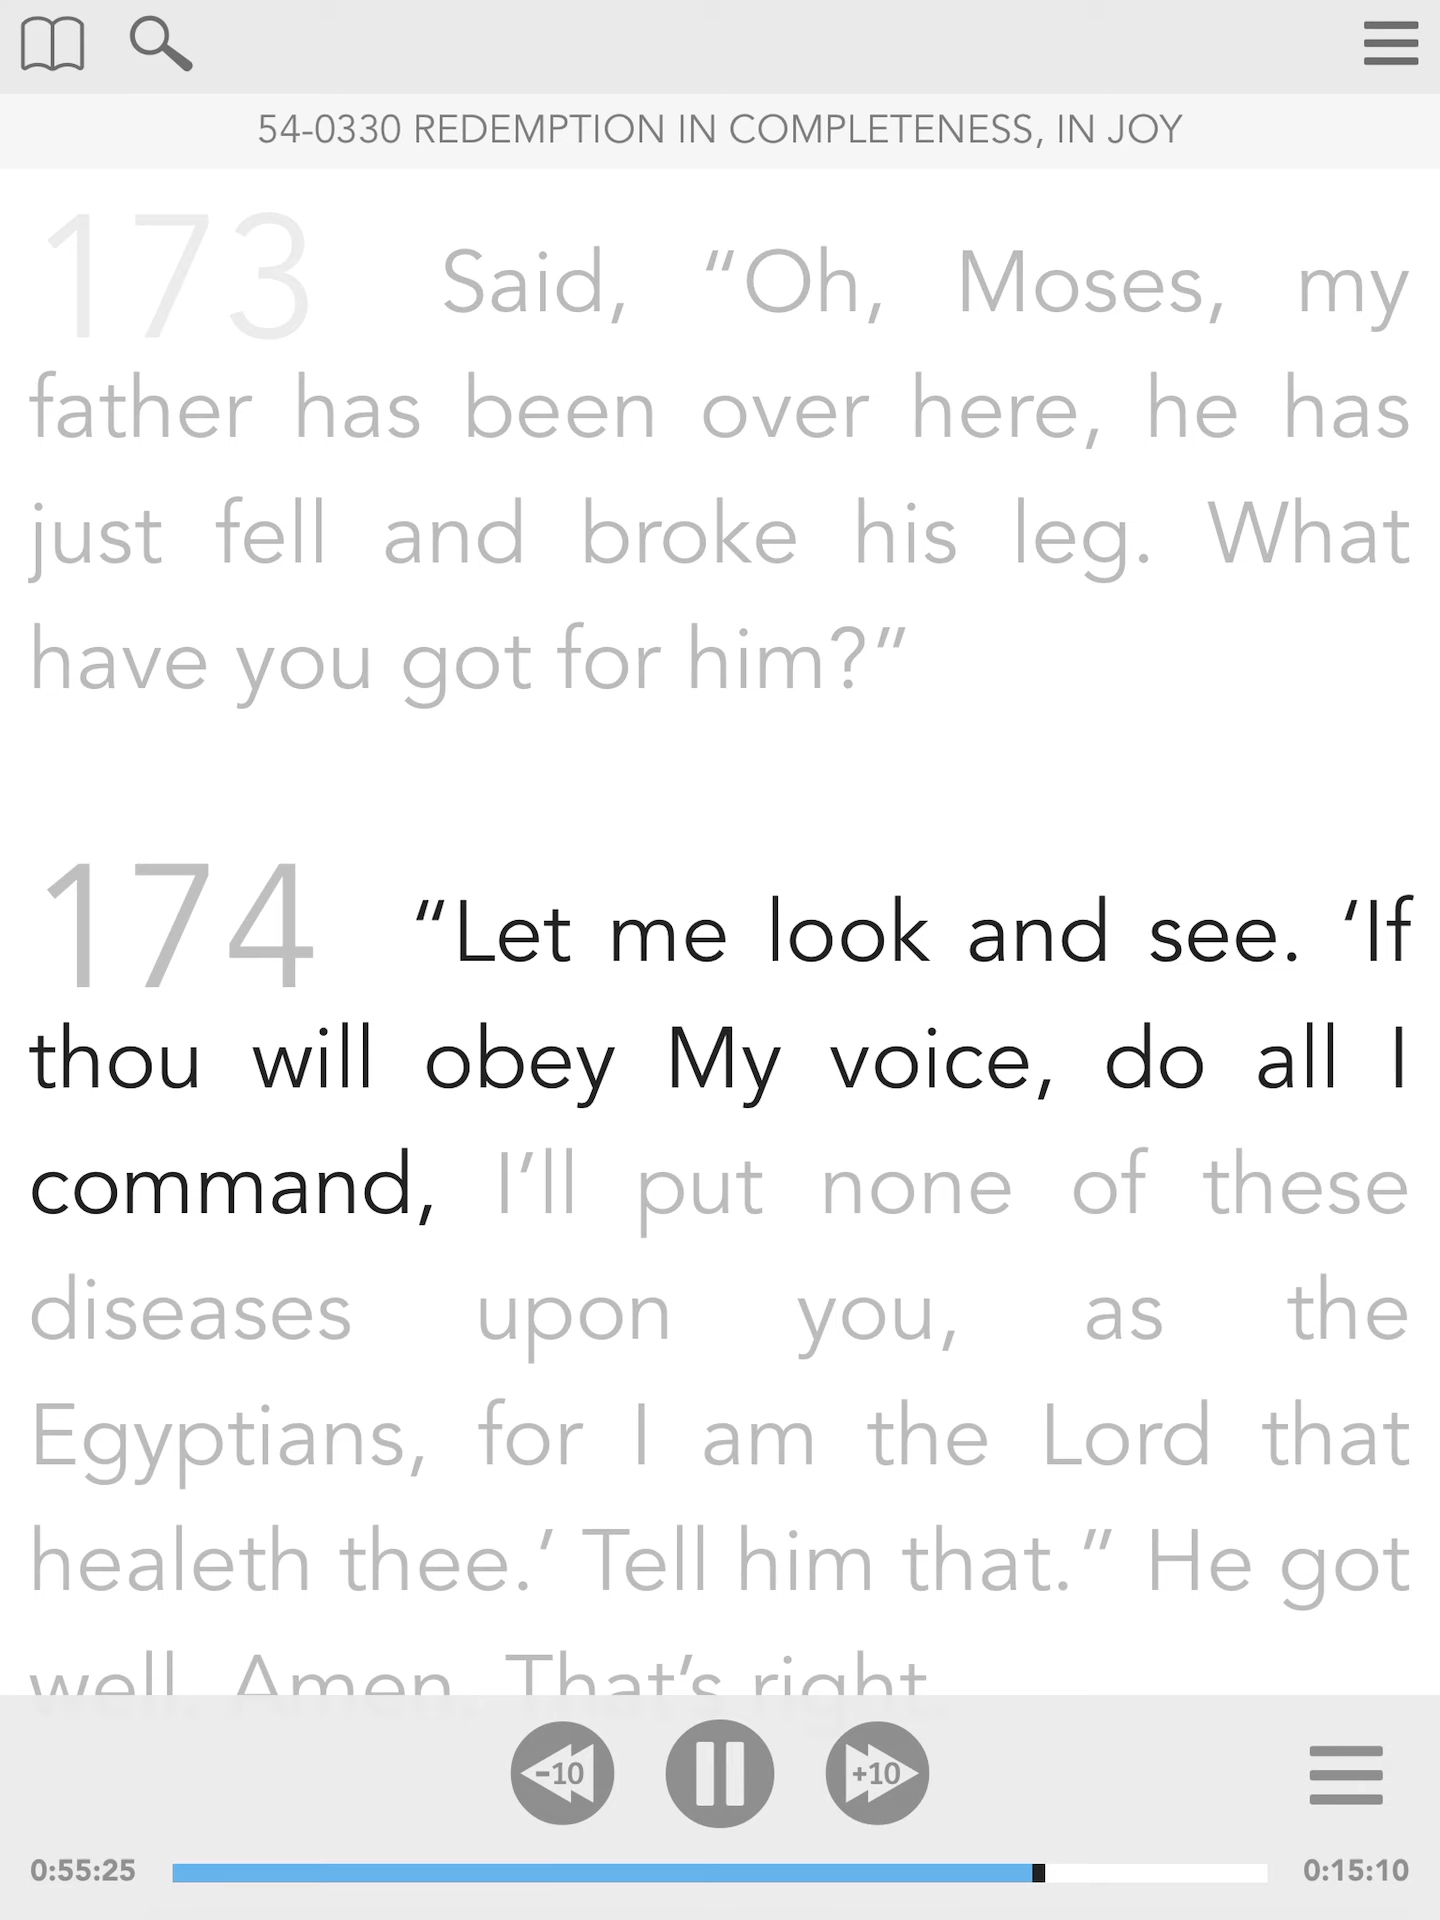 54-0330 REDEMPTION IN COMPLETENESS, IN JOY
173 Said, “Oh, Moses, my
father has been over here, he has
just fell and broke his leg. What
have you got for him?”
174 “Let me look and see. ‘If
thou will obey My voice, do all I
command, I’ll put none of these
diseases upon you, as the
Egyptians, for I am the Lord that
healeth thee.’ Tell him that.” He got
well. Amen. That’s right.
-10 +10
0:55:25 0:15:10